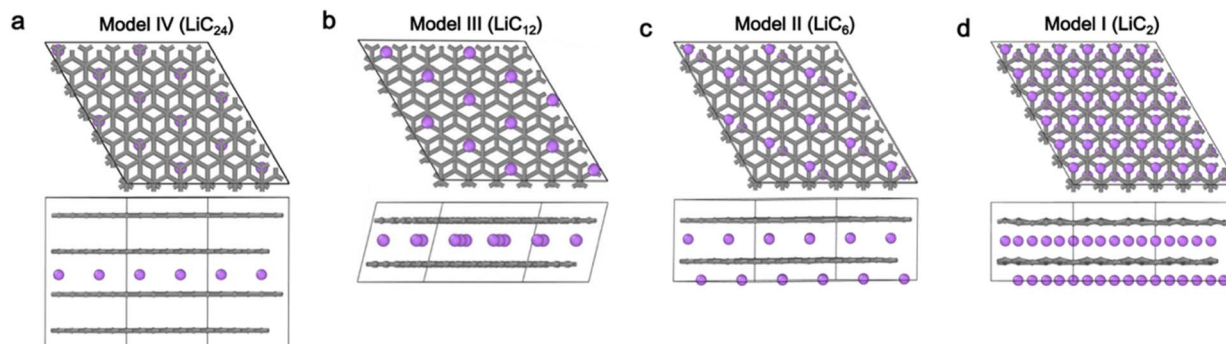 a
Model IV (LiC₂₄)
b
Model III (LiC₁₂)
c
Model II (LiC₆)
d
Model I (LiC₂)